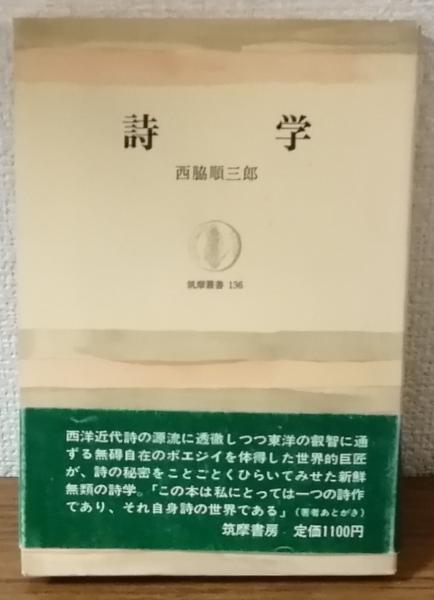 詩学
西脇順三郎
筑摩叢書 136
西洋近代詩の源流に透徹しつつ東洋の叡智に通
ずる無碍自在のポエジイを体得した世界的巨匠
が、詩の秘密をことごとくひらいてみせた新鮮
無類の詩学。「この本は私にとっては一つの詩作
であり、それ自身詩の世界である」(著者あとがき)
筑摩書房 定価1100円